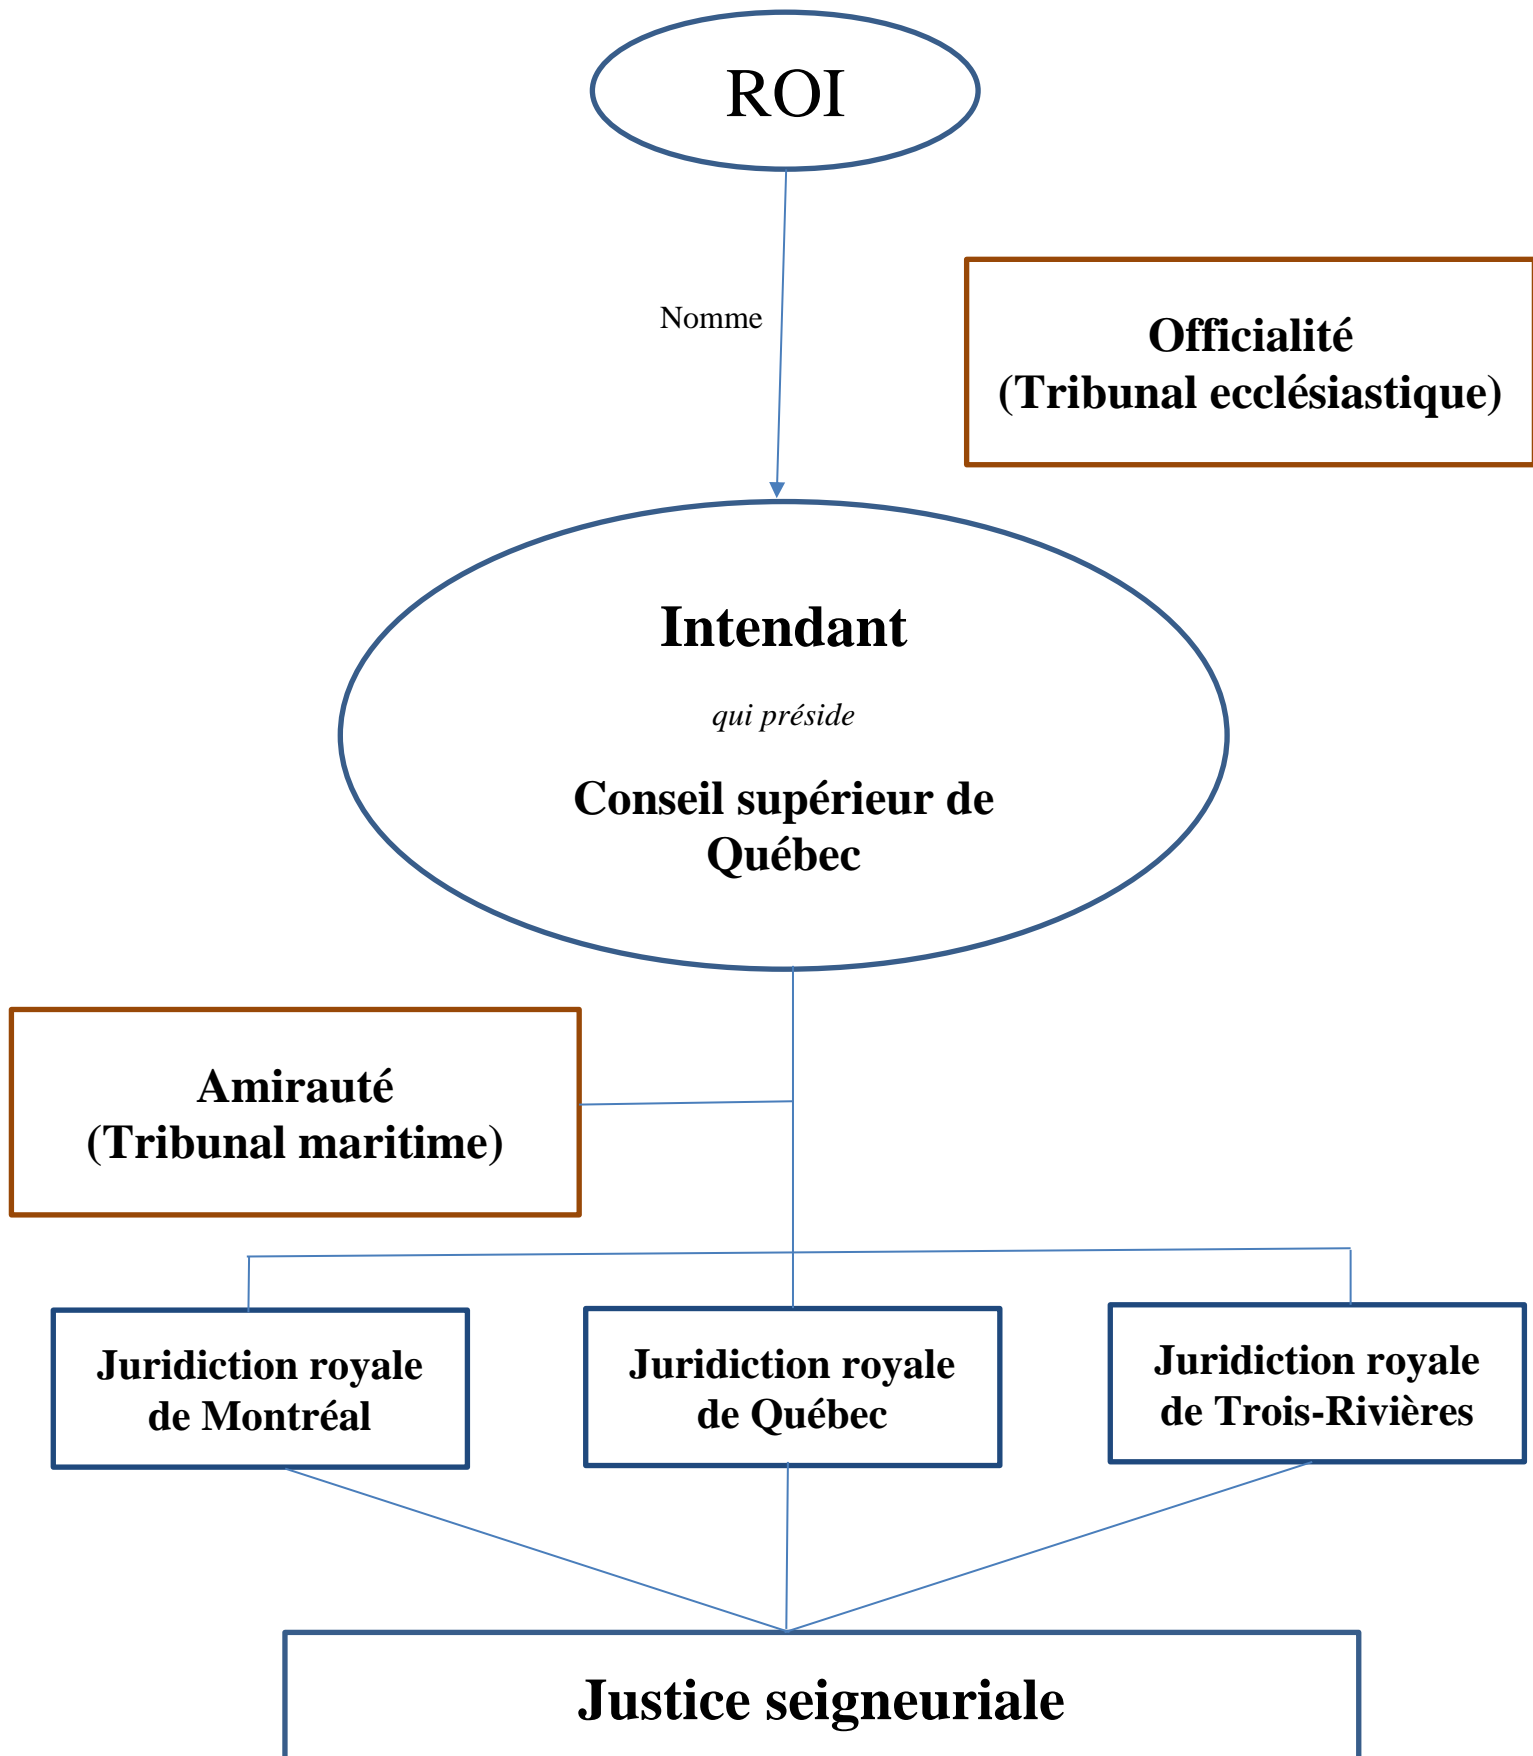 ROI
Nomme
Officialité
(Tribunal ecclésiastique)
Intendant
qui préside
Conseil supérieur de
Québec
Amirauté
(Tribunal maritime)
Juridiction royale
de Montréal
Juridiction royale
de Québec
Juridiction royale
de Trois-Rivières
Justice seigneuriale